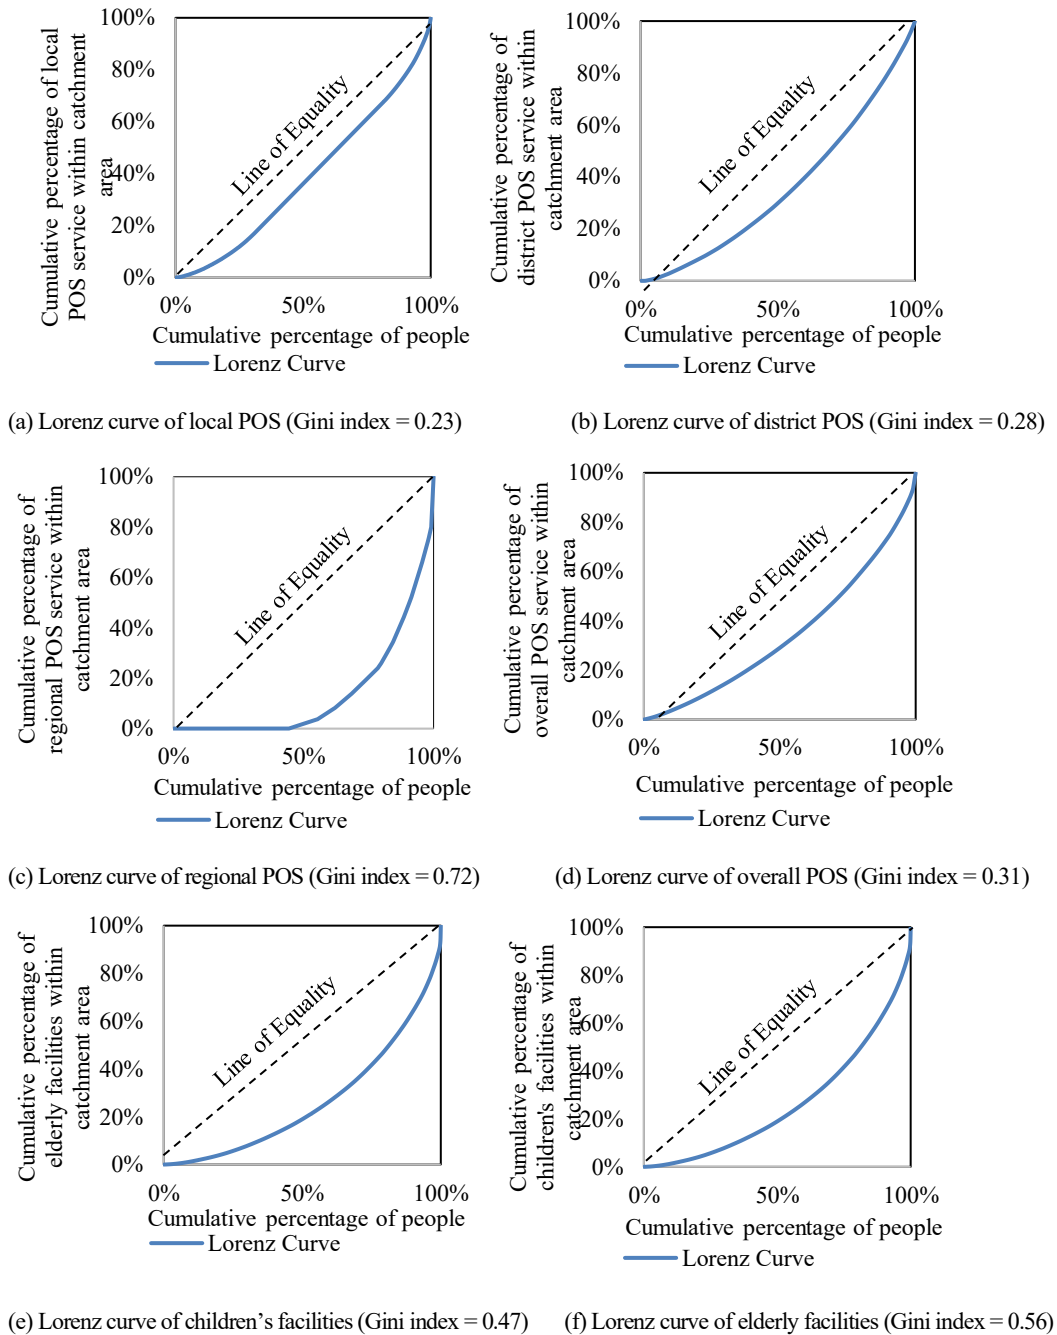 Cumulative percentage of local
POS service within catchment
area
100%
80%
60%
40%
20%
0%
Line of Equality
0%
50%
100%
Cumulative percentage of people
Lorenz Curve
(a) Lorenz curve of local POS (Gini index = 0.23)
Cumulative percentage of
district POS service within
catchment area
100%
80%
60%
40%
20%
0%
Line of Equality
0%
50%
100%
Cumulative percentage of people
Lorenz Curve
(b) Lorenz curve of district POS (Gini index = 0.28)
Cumulative percentage of
regional POS service within
catchment area
100%
80%
60%
40%
20%
0%
Line of Equality
0%
50%
100%
Cumulative percentage of people
Lorenz Curve
(c) Lorenz curve of regional POS (Gini index = 0.72)
Cumulative percentage of
overall POS service within
catchment area
100%
80%
60%
40%
20%
0%
Line of Equality
0%
50%
100%
Cumulative percentage of people
Lorenz Curve
(d) Lorenz curve of overall POS (Gini index = 0.31)
Cumulative percentage of
elderly facilities within
catchment area
100%
80%
60%
40%
20%
0%
Line of Equality
0%
50%
100%
Cumulative percentage of people
Lorenz Curve
(e) Lorenz curve of children’s facilities (Gini index = 0.47)
Cumulative percentage of
children's facilities within
catchment area
100%
80%
60%
40%
20%
0%
Line of Equality
0%
50%
100%
Cumulative percentage of people
Lorenz Curve
(f) Lorenz curve of elderly facilities (Gini index = 0.56)